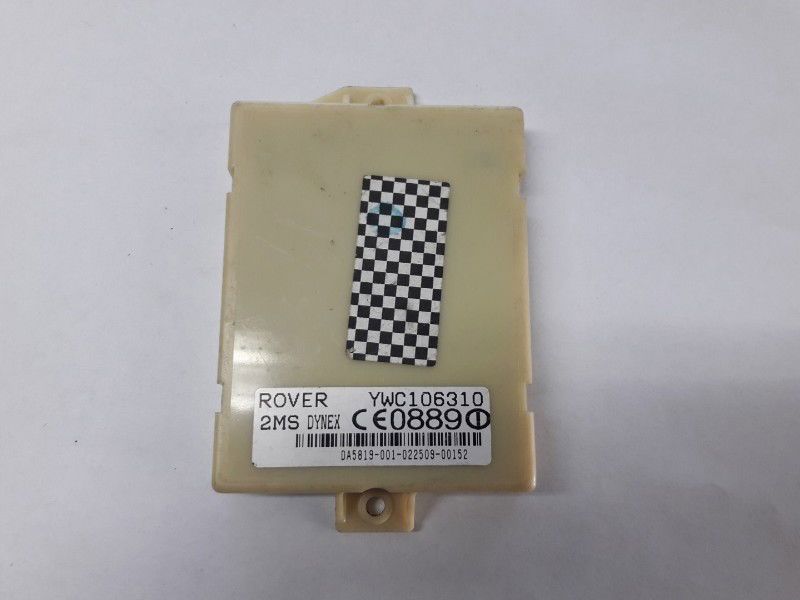 ROVER YWC106310
2MS DYNEX CE0889
DA5819-001-022509-00152